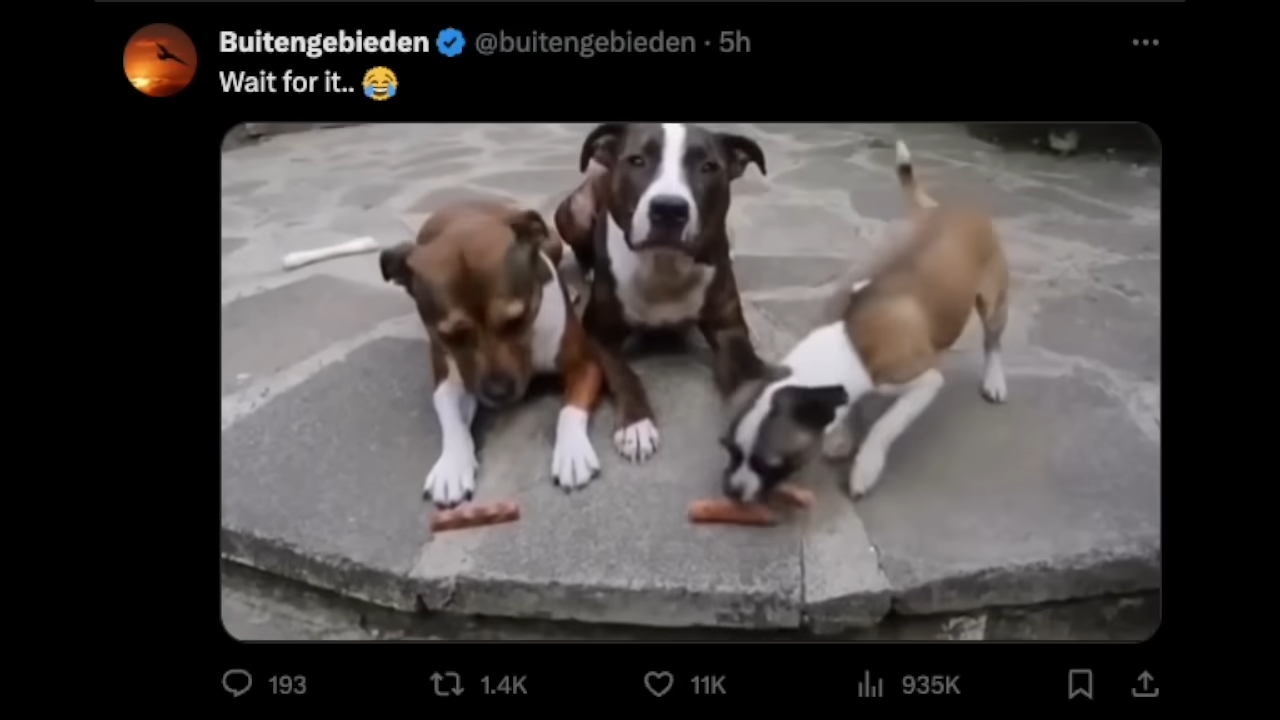 Buitengebieden @buitengebieden · 5h
Wait for it.. 😂
193 1.4K 11K 935K